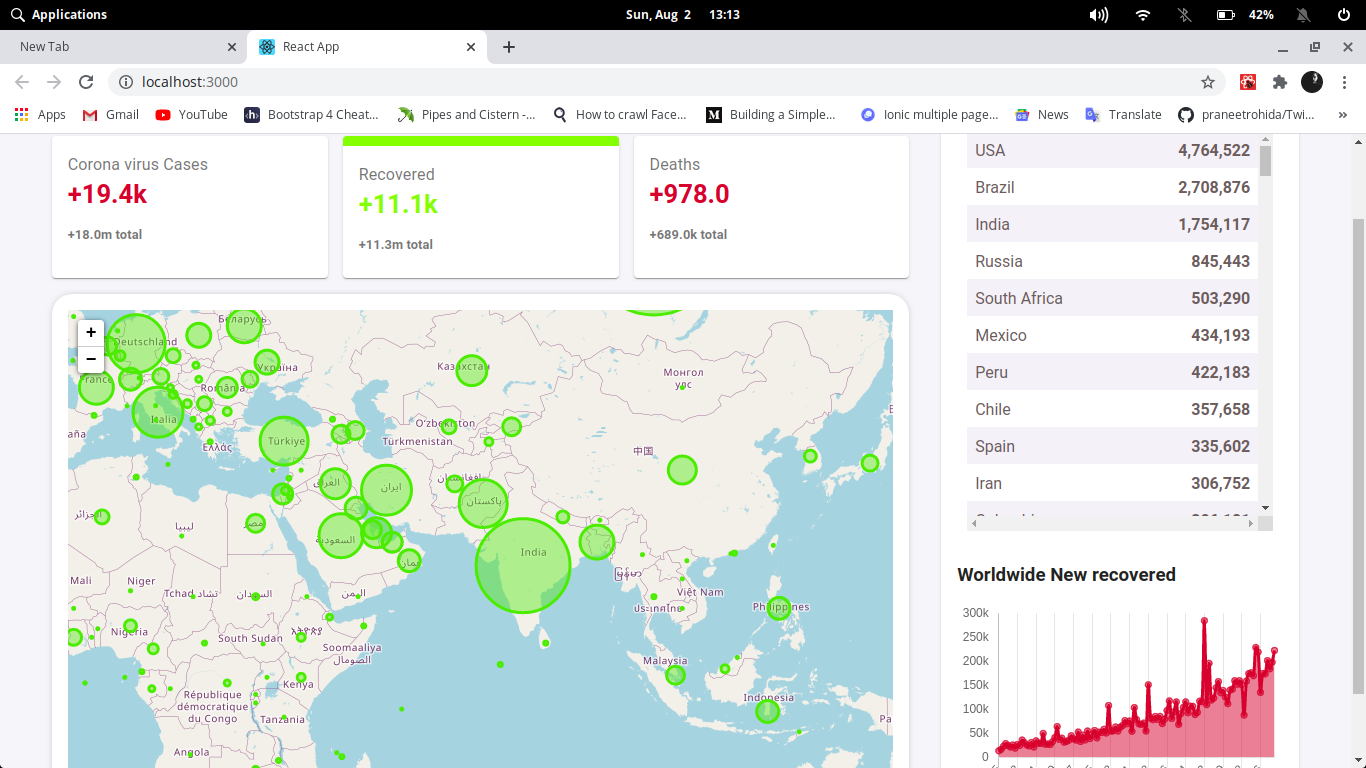 Applications
Sun, Aug 2 13:13
42%
New Tab
React App
localhost:3000
Apps
Gmail
YouTube
Bootstrap 4 Cheat...
Pipes and Cistern -...
How to crawl Face...
Building a Simple...
Ionic multiple page...
News
Translate
praneetrohida/Twi...
»
Corona virus Cases
+19.4k
+18.0m total
Recovered
+11.1k
+11.3m total
Deaths
+978.0
+689.0k total
USA 4,764,522
Brazil 2,708,876
India 1,754,117
Russia 845,443
South Africa 503,290
Mexico 434,193
Peru 422,183
Chile 357,658
Spain 335,602
Iran 306,752
+
−
Беларусь
Deutschland
Україна
France
România
Italia
Ελλάς
Türkiye
Казахстан
Монгол
улс
Oʻzbekiston
Türkmenistan
افغانستان
中国
العراق
ایران
پاکستان
الجزائر
ليبيا
مصر
السعودية
عمان
India
Mali
Niger
Tchad تشاد
السودان
اليمن
Việt Nam
ประเทศไทย
Philippines
Nigeria
South Sudan
Soomaaliya
الصومال
Malaysia
Kenya
Indonesia
République
démocratique
du Congo
Tanzania
Angola
Worldwide New recovered
300k
250k
200k
150k
100k
50k
0